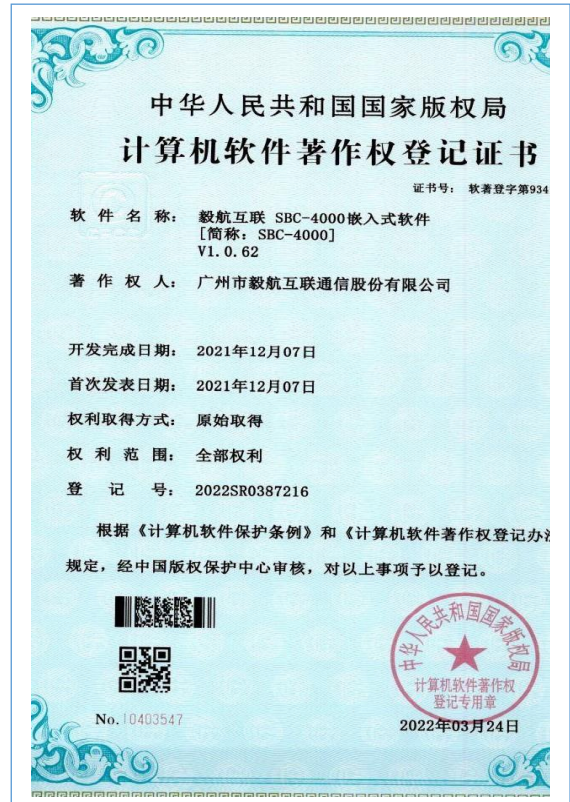 中华人民共和国国家版权局
计算机软件著作权登记证书
证书号： 软著登字第934
软 件 名 称： 毅航互联 SBC-4000嵌入式软件
[简称：SBC-4000]
V1.0.62
著 作 权 人： 广州市毅航互联通信股份有限公司
开发完成日期： 2021年12月07日
首次发表日期： 2021年12月07日
权利取得方式： 原始取得
权 利 范 围： 全部权利
登 记 号： 2022SR0387216
根据《计算机软件保护条例》和《计算机软件著作权登记办法
规定，经中国版权保护中心审核，对以上事项予以登记。
中华人民共和国国家版权局
计算机软件著作权
登记专用章
No. 10403547
2022年03月24日